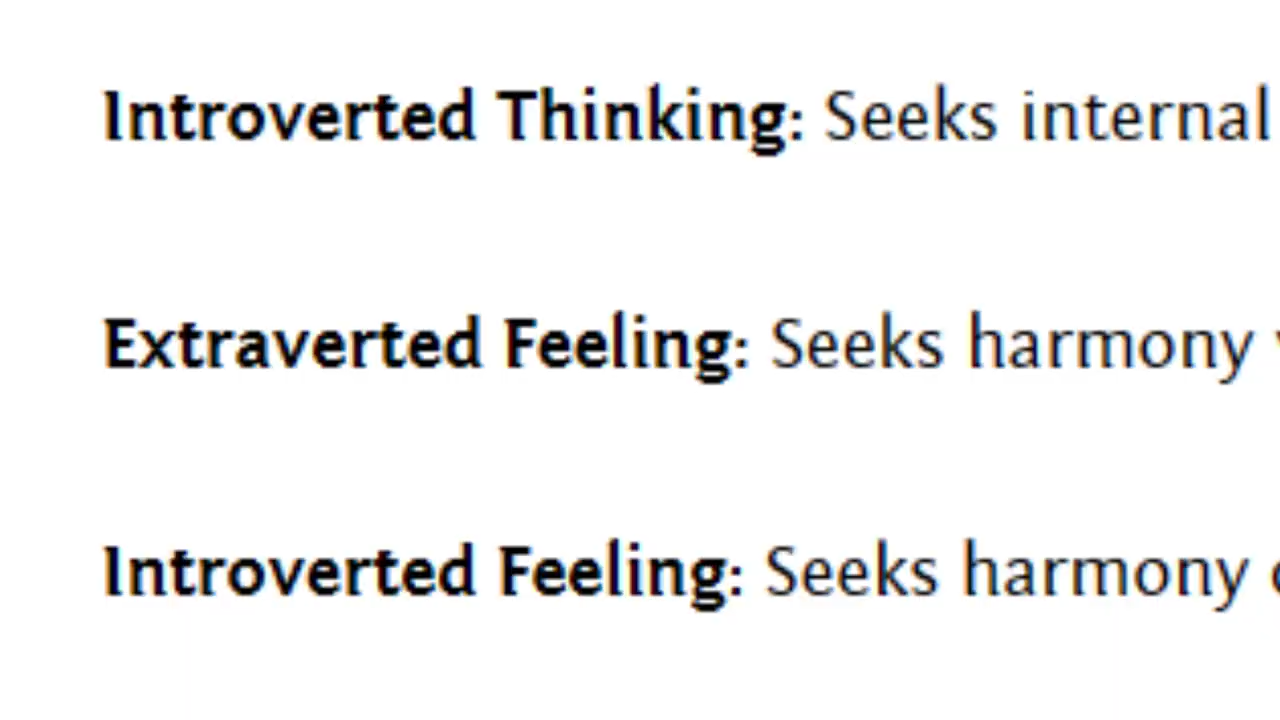 Introverted Thinking: Seeks internal
Extraverted Feeling: Seeks harmony
Introverted Feeling: Seeks harmony